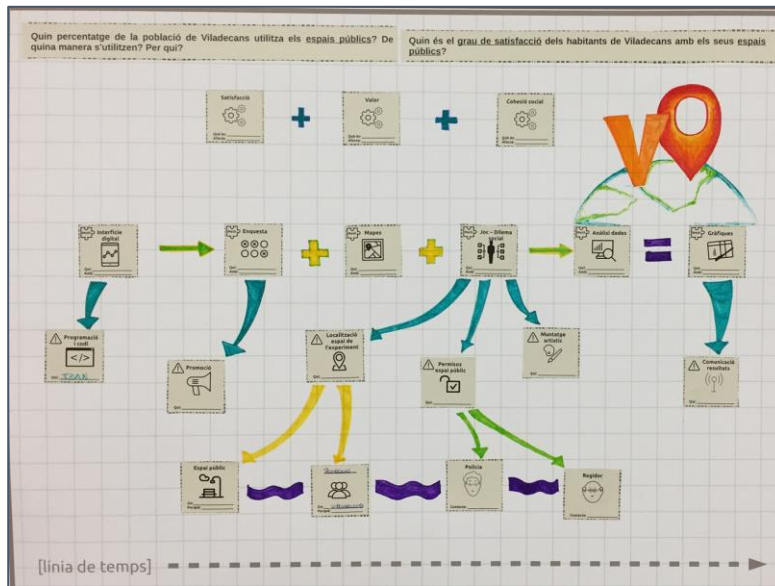 Quin percentatge de la població de Viladecans utilitza els espais públics? De
quina manera s'utilitzen? Per qui?
Quin és el grau de satisfacció dels habitants de Viladecans amb els seus espais
públics?
Satisfacció
Valor
Cohesió social
V
Interfície
digital
Enquesta
Mapes
Joc – Dilema
social
Anàlisi dades
Gràfiques
Programació
i codi
</>
Promoció
Localització
espai de
l'experiment
Permisos
espai públic
Muntatge
artístic
Comunicació
resultats
Espai públic
Policia
Regidor
[línia de temps]